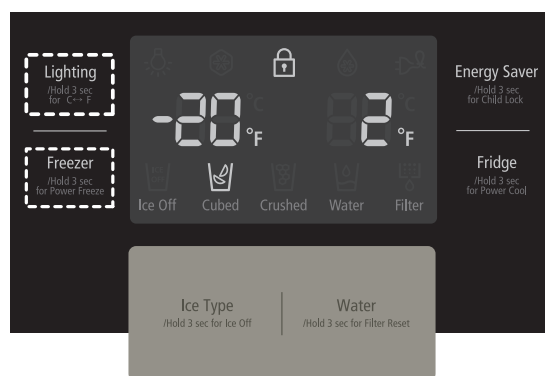 Lighting
/Hold 3 sec
for C↔ F
Freezer
/Hold 3 sec
for Power Freeze
-20 °F
2 °F
°C
°C
Ice Off Cubed Crushed Water Filter
Energy Saver
/Hold 3 sec
for Child Lock
Fridge
/Hold 3 sec
for Power Cool
Ice Type
/Hold 3 sec for Ice Off
Water
/Hold 3 sec for Filter Reset